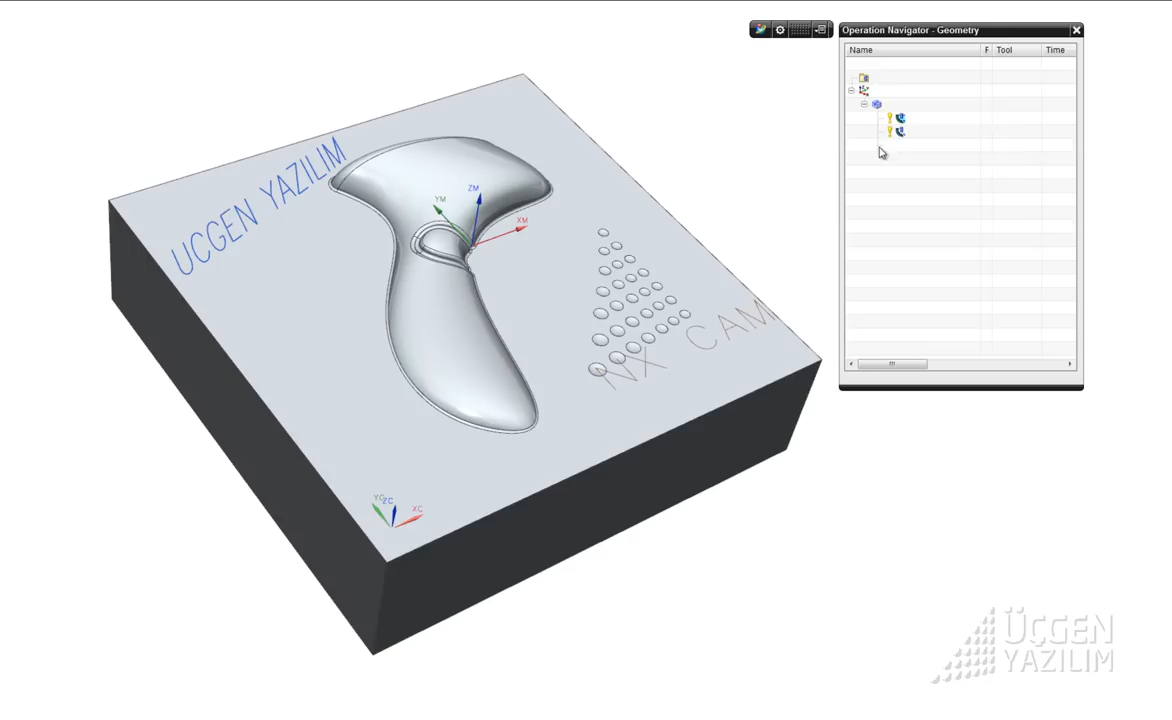 Operation Navigator - Geometry
Name F Tool Time
UCGEN YAZILIM
ZM
YM
XM
NX CAM
YC
ZC
XC
ÜÇGEN
YAZILIM